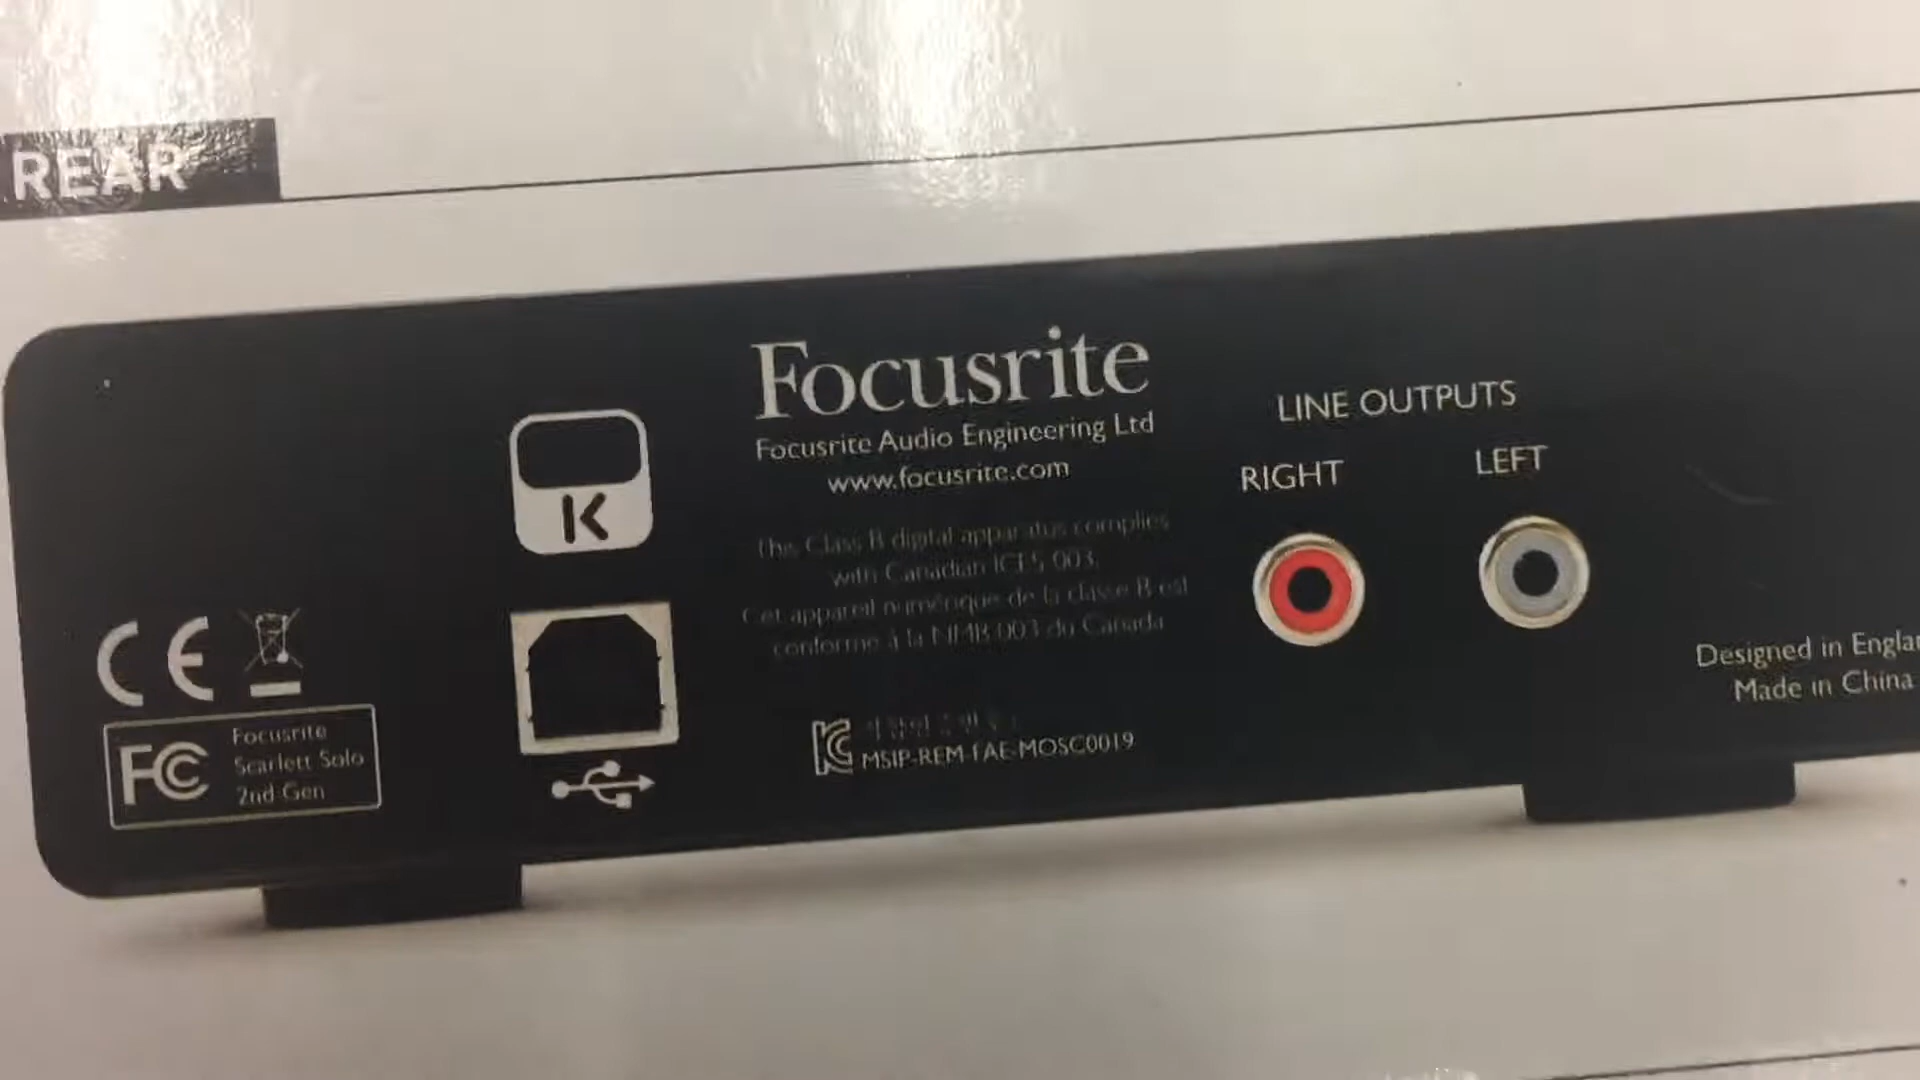 REAR
Focusrite
Focusrite Audio Engineering Ltd
www.focusrite.com
This Class B digital apparatus complies
with Canadian ICES 003.
Cet appareil numérique de la classe B est
conforme à la NMB 003 du Canada
MSIP-REM-FAE-MOSC0019
LINE OUTPUTS
RIGHT
LEFT
K
CE
FC
Focusrite
Scarlett Solo
2nd Gen
Designed in
Made in China